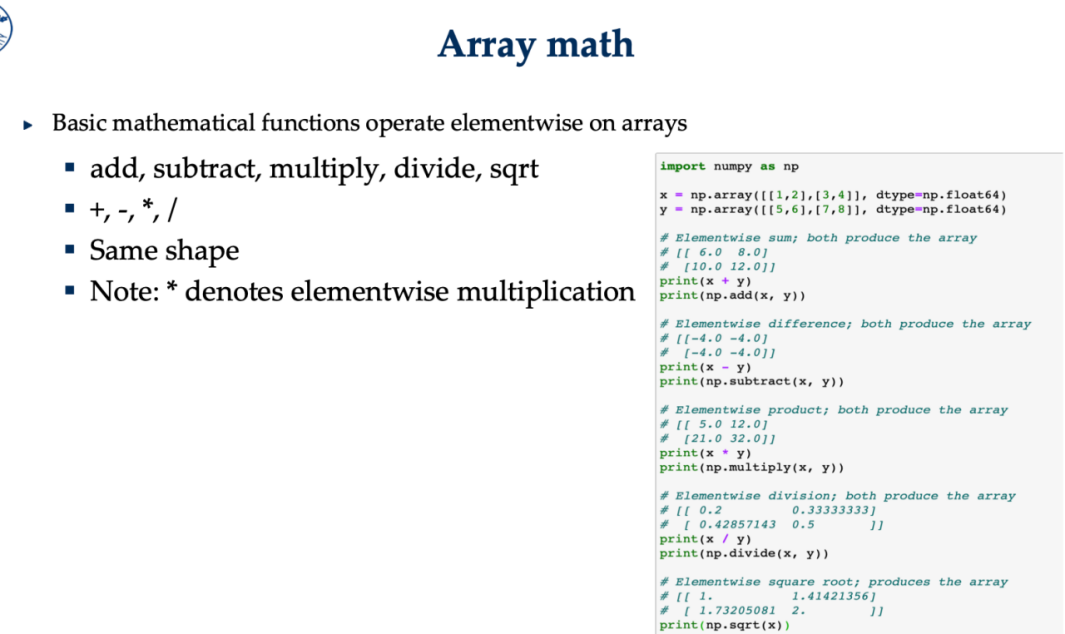 Array math
Basic mathematical functions operate elementwise on arrays
add, subtract, multiply, divide, sqrt
+, -, *, /
Same shape
Note: * denotes elementwise multiplication
import numpy as np
x = np.array([[1,2],[3,4]], dtype=np.float64)
y = np.array([[5,6],[7,8]], dtype=np.float64)
# Elementwise sum; both produce the array
# [[ 6.0  8.0]
#  [10.0 12.0]]
print(x + y)
print(np.add(x, y))
# Elementwise difference; both produce the array
# [[-4.0 -4.0]
#  [-4.0 -4.0]]
print(x - y)
print(np.subtract(x, y))
# Elementwise product; both produce the array
# [[ 5.0 12.0]
#  [21.0 32.0]]
print(x * y)
print(np.multiply(x, y))
# Elementwise division; both produce the array
# [[ 0.2         0.33333333]
#  [ 0.42857143  0.5       ]]
print(x / y)
print(np.divide(x, y))
# Elementwise square root; produces the array
# [[ 1.          1.41421356]
#  [ 1.73205081  2.        ]]
print(np.sqrt(x))